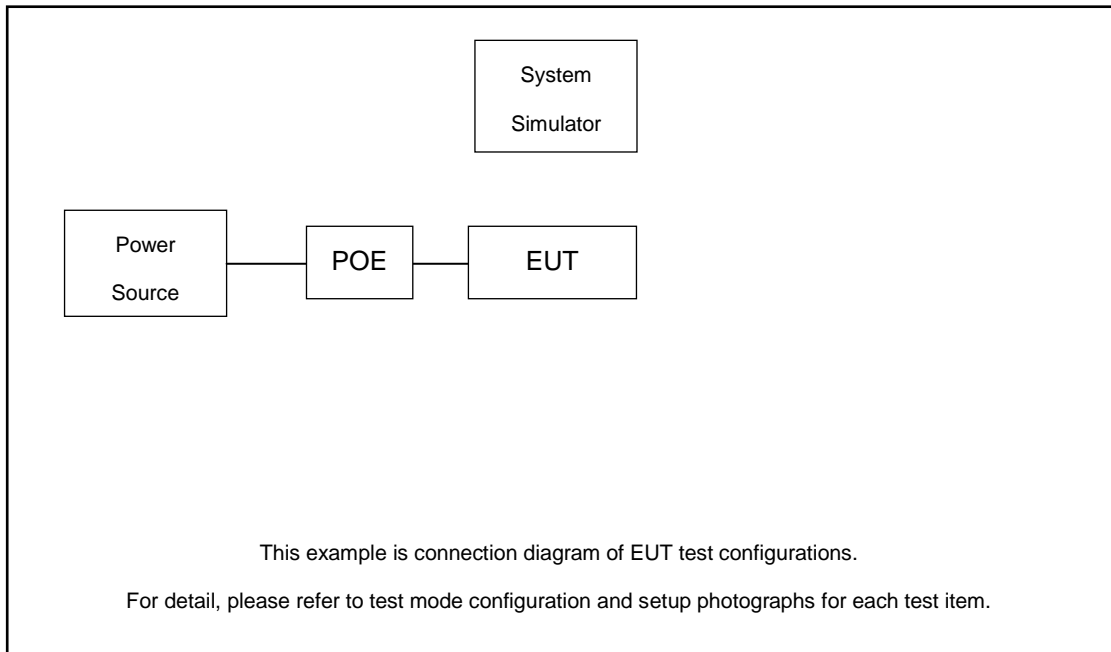 System
Simulator
Power
Source
POE
EUT
This example is connection diagram of EUT test configurations.
For detail, please refer to test mode configuration and setup photographs for each test item.